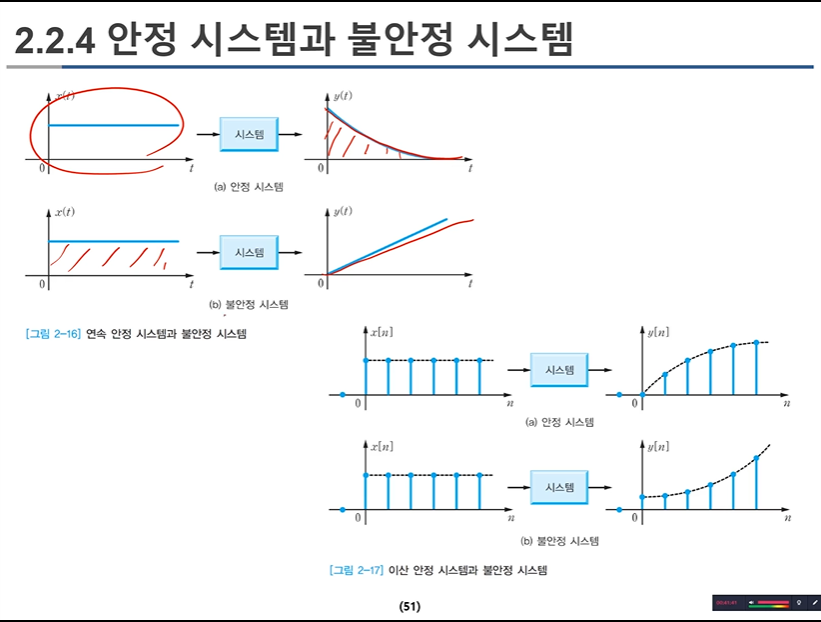 2.2.4 안정 시스템과 불안정 시스템
x(t)
y(t)
시스템
0
t
0
t
(a) 안정 시스템
x(t)
y(t)
시스템
0
t
0
t
(b) 불안정 시스템
[그림 2-16] 연속 안정 시스템과 불안정 시스템
x[n]
y[n]
시스템
0
n
0
n
(a) 안정 시스템
x[n]
y[n]
시스템
0
n
0
n
(b) 불안정 시스템
[그림 2-17] 이산 안정 시스템과 불안정 시스템
(51)